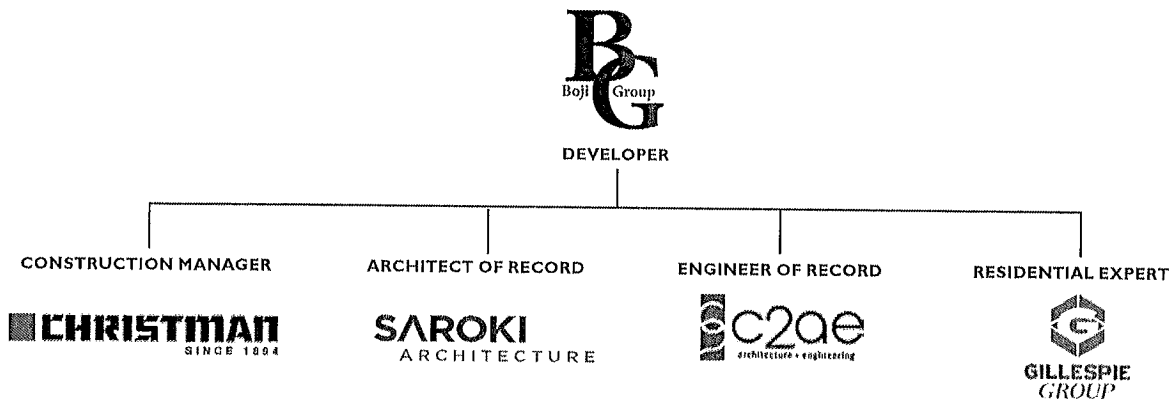 BG
Boji Group
DEVELOPER
CONSTRUCTION MANAGER
ARCHITECT OF RECORD
ENGINEER OF RECORD
RESIDENTIAL EXPERT
CHRISTMAN
SINCE 1894
SAROKI
ARCHITECTURE
c2ae
architecture + engineering
G
GILLESPIE
GROUP